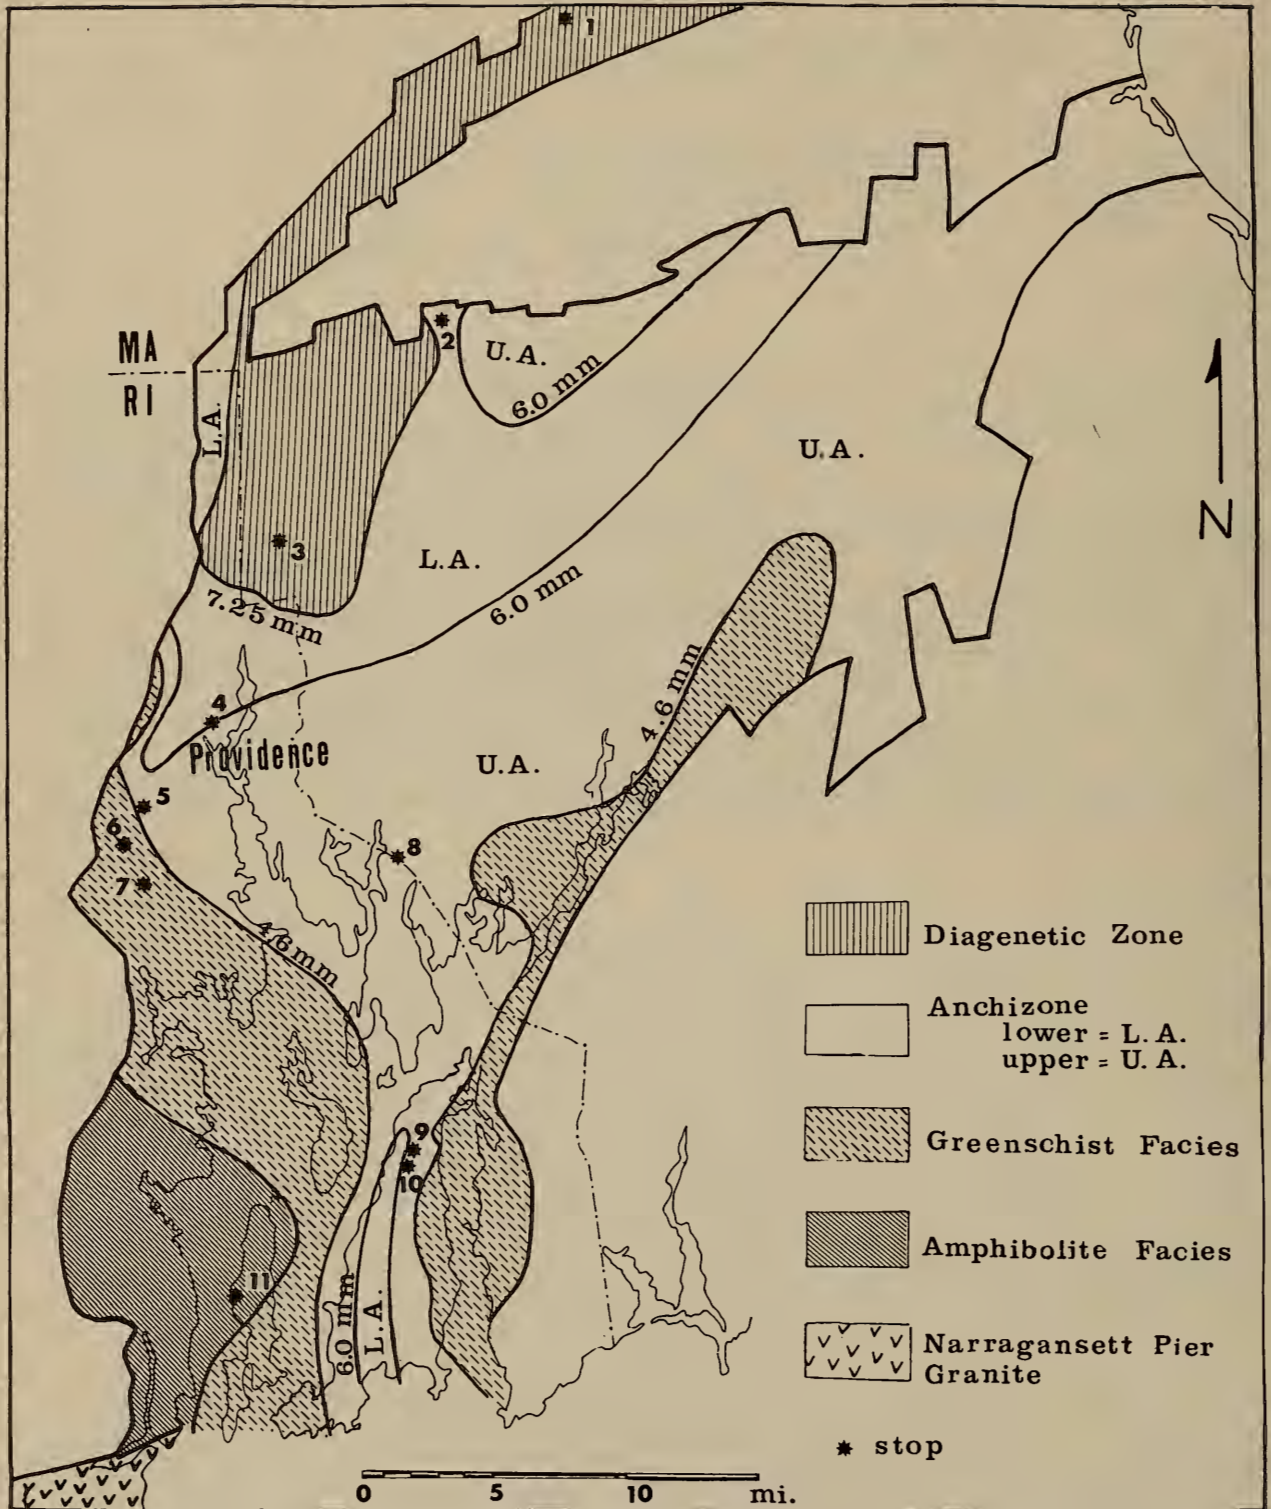 1
MA
RI
2
U.A.
6.0 mm
L.A.
U.A.
N
3
L.A.
7.25 mm
6.0 mm
4.6 mm
4
Providence
U.A.
5
6
7
8
4.6 mm
Diagenetic Zone
Anchizone
lower = L.A.
upper = U.A.
9
10
Greenschist Facies
11
Amphibolite Facies
6.0 mm
L.A.
Narragansett Pier
Granite
stop
0 5 10 mi.